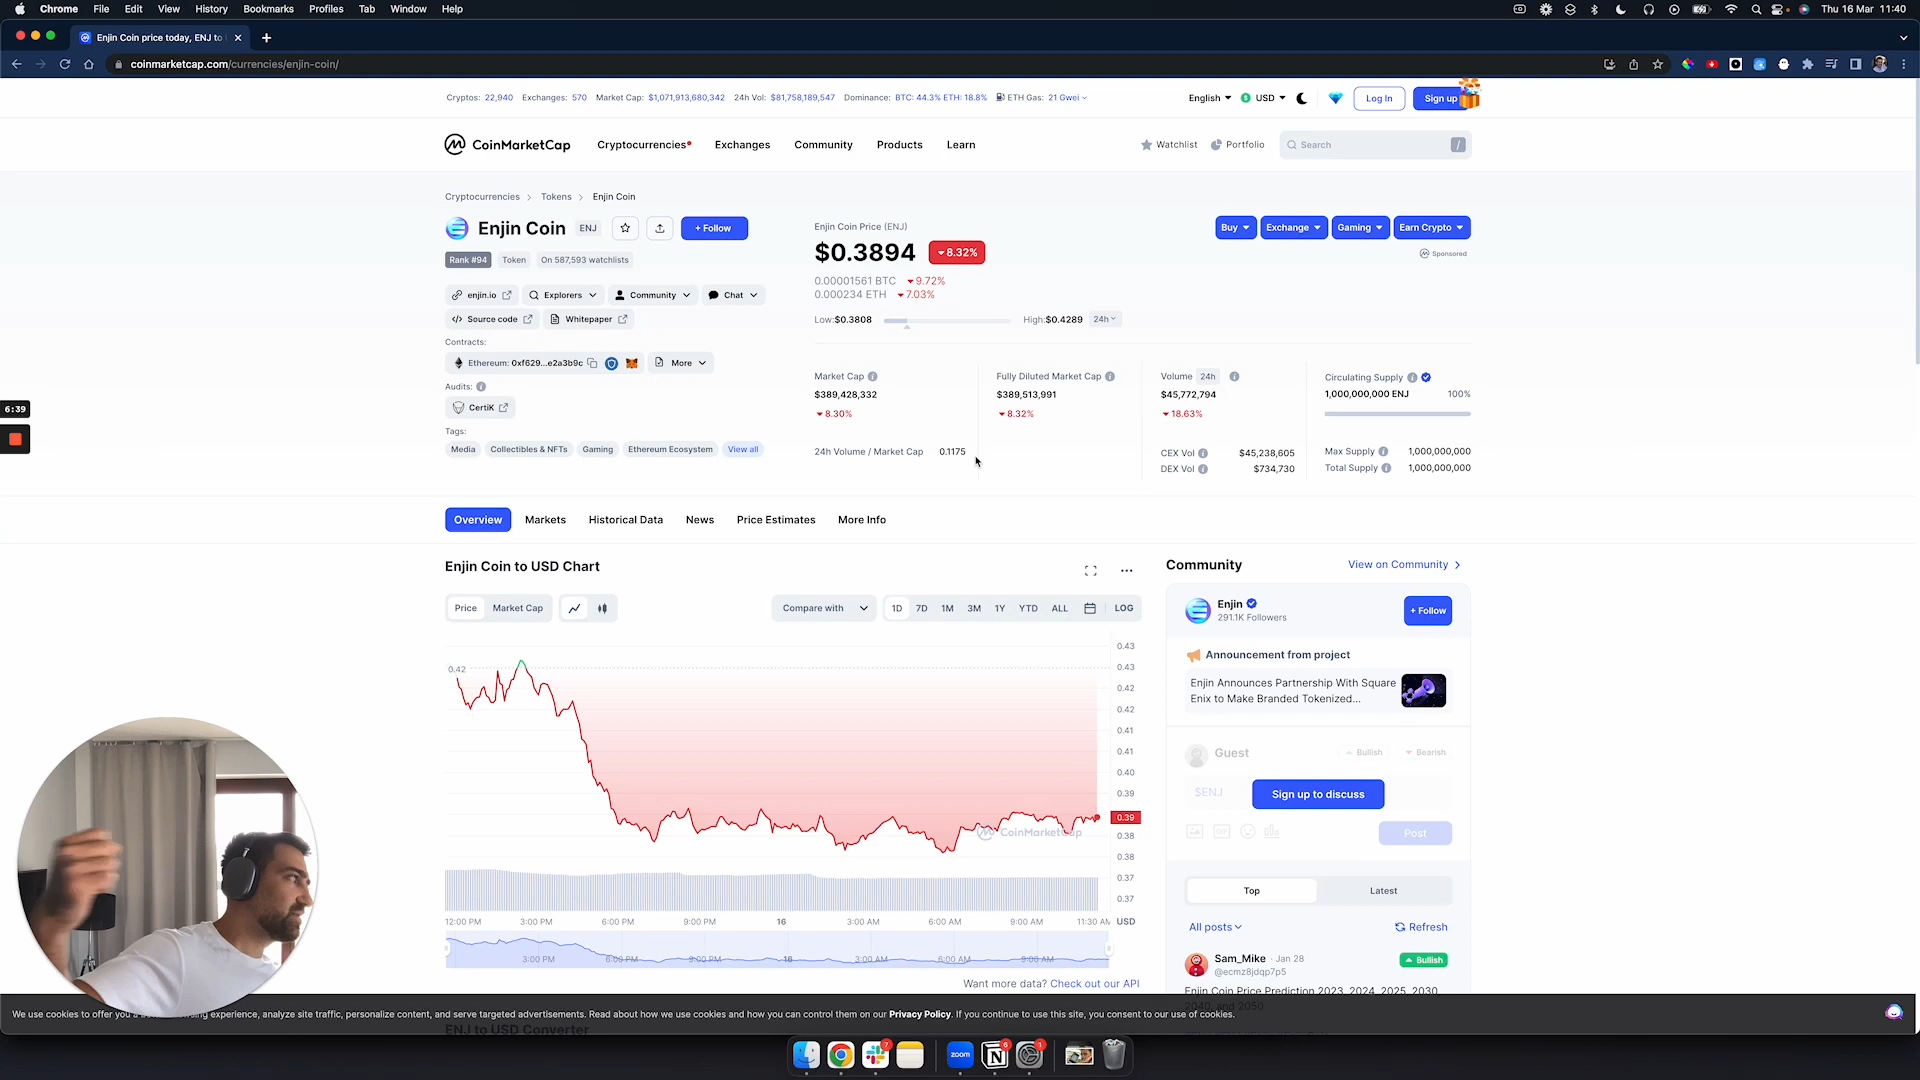 Chrome File Edit View History Bookmarks Profiles Tab Window Help
Thu 16 Mar 11:40
Enjin Coin price today, ENJ to
coinmarketcap.com/currencies/enjin-coin/
Cryptos: 22,940 Exchanges: 570 Market Cap: $1,071,913,680,342 24h Vol: $81,758,189,547 Dominance: BTC: 44.3% ETH: 18.8% ETH Gas: 21 Gwei
English USD Log In Sign up
CoinMarketCap Cryptocurrencies Exchanges Community Products Learn
Watchlist Portfolio Search /
Cryptocurrencies > Tokens > Enjin Coin
Enjin Coin ENJ + Follow
Rank #94 Token On 587,593 watchlists
enjin.io Explorers Community Chat
Source code Whitepaper
Contracts:
Ethereum: 0xf629...e2a3b9c More
Audits:
CertiK
Tags:
Media Collectibles & NFTs Gaming Ethereum Ecosystem View all
Enjin Coin Price (ENJ)
$0.3894 8.32%
0.00001561 BTC 9.72%
0.000234 ETH 7.03%
Low:$0.3808 High:$0.4289 24h
Buy Exchange Gaming Earn Crypto
Sponsored
Market Cap
$389,428,332
8.30%
24h Volume / Market Cap 0.1175
Fully Diluted Market Cap
$389,513,991
8.32%
Volume 24h
$45,772,794
18.63%
CEX Vol $45,238,605
DEX Vol $734,730
Circulating Supply
1,000,000,000 ENJ 100%
Max Supply 1,000,000,000
Total Supply 1,000,000,000
6:39
Overview Markets Historical Data News Price Estimates More Info
Enjin Coin to USD Chart
Price Market Cap
Compare with 1D 7D 1M 3M 1Y YTD ALL LOG
0.42
0.43
0.43
0.42
0.42
0.41
0.41
0.40
0.39
0.39
0.38
0.38
0.37
0.37
CoinMarketCap
12:00 PM 3:00 PM 6:00 PM 9:00 PM 16 3:00 AM 6:00 AM 9:00 AM 11:30 AM USD
3:00 PM 6:00 PM 9:00 PM 16 3:00 AM 6:00 AM 9:00 AM
Want more data? Check out our API
Community View on Community >
Enjin
291.1K Followers
+ Follow
Announcement from project
Enjin Announces Partnership With Square
Enix to Make Branded Tokenized...
Guest Bullish Bearish
$ENJ Sign up to discuss
GIF
Post
Top Latest
All posts Refresh
Sam_Mike · Jan 28 Bullish
@ecmz8jdqp7p5
Enjin Coin Price Prediction 2023, 2024, 2025, 2030,
2040, and 2050
We use cookies to offer you a browsing experience, analyze site traffic, personalize content, and serve targeted advertisements. Read about how we use cookies and how you can control them on our Privacy Policy. If you continue to use this site, you consent to our use of cookies.
ENJ to USD Converter
7 zoom N 6 1